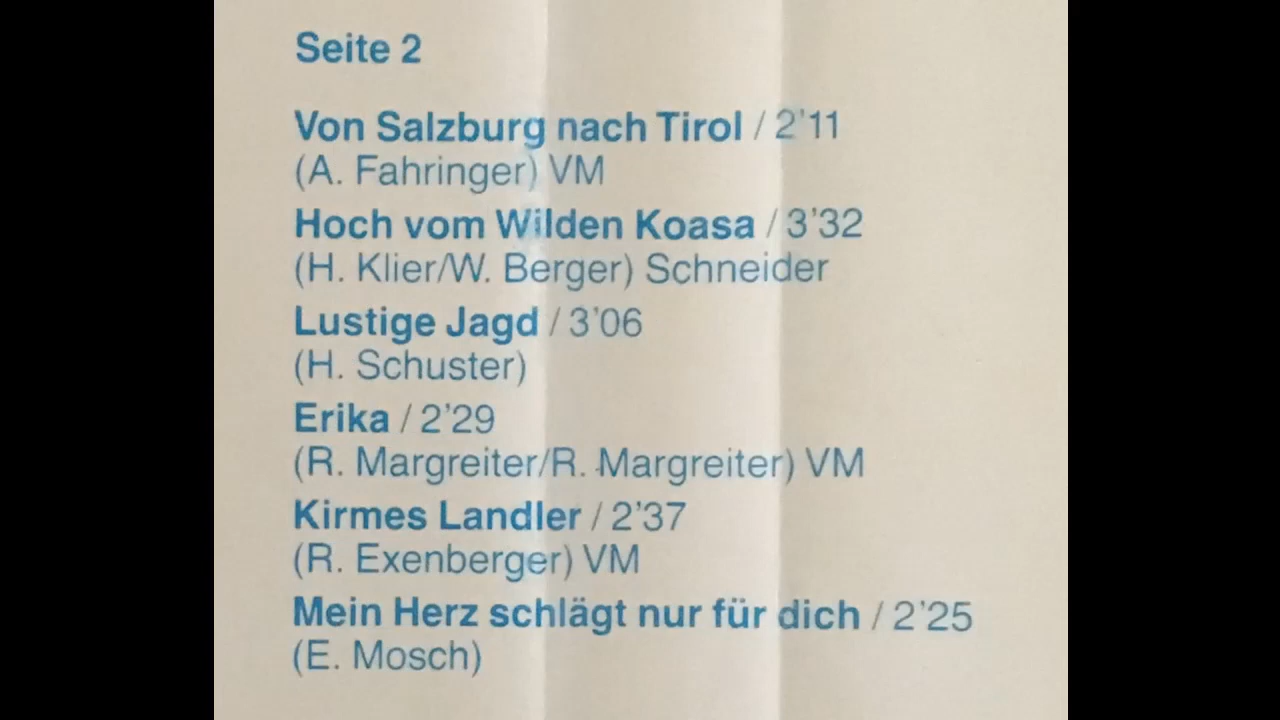 Seite 2
Von Salzburg nach Tirol / 2'11
(A. Fahringer) VM
Hoch vom Wilden Koasa / 3'32
(H. Klier/W. Berger) Schneider
Lustige Jagd / 3'06
(H. Schuster)
Erika / 2'29
(R. Margreiter/R. Margreiter) VM
Kirmes Landler / 2'37
(R. Exenberger) VM
Mein Herz schlägt nur für dich / 2'25
(E. Mosch)